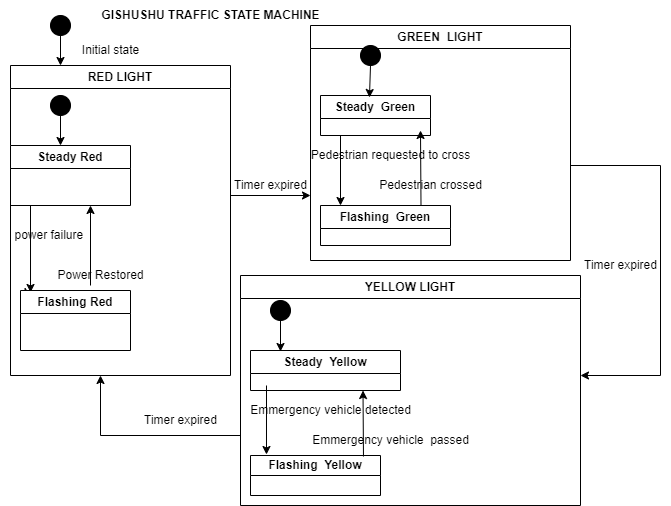 GISHUSHU TRAFFIC STATE MACHINE
Initial state
RED LIGHT
Steady Red
power failure
Power Restored
Flashing Red
Timer expired
GREEN LIGHT
Steady Green
Pedestrian requested to cross
Pedestrian crossed
Flashing Green
Timer expired
YELLOW LIGHT
Steady Yellow
Emmergency vehicle detected
Emmergency vehicle passed
Flashing Yellow
Timer expired